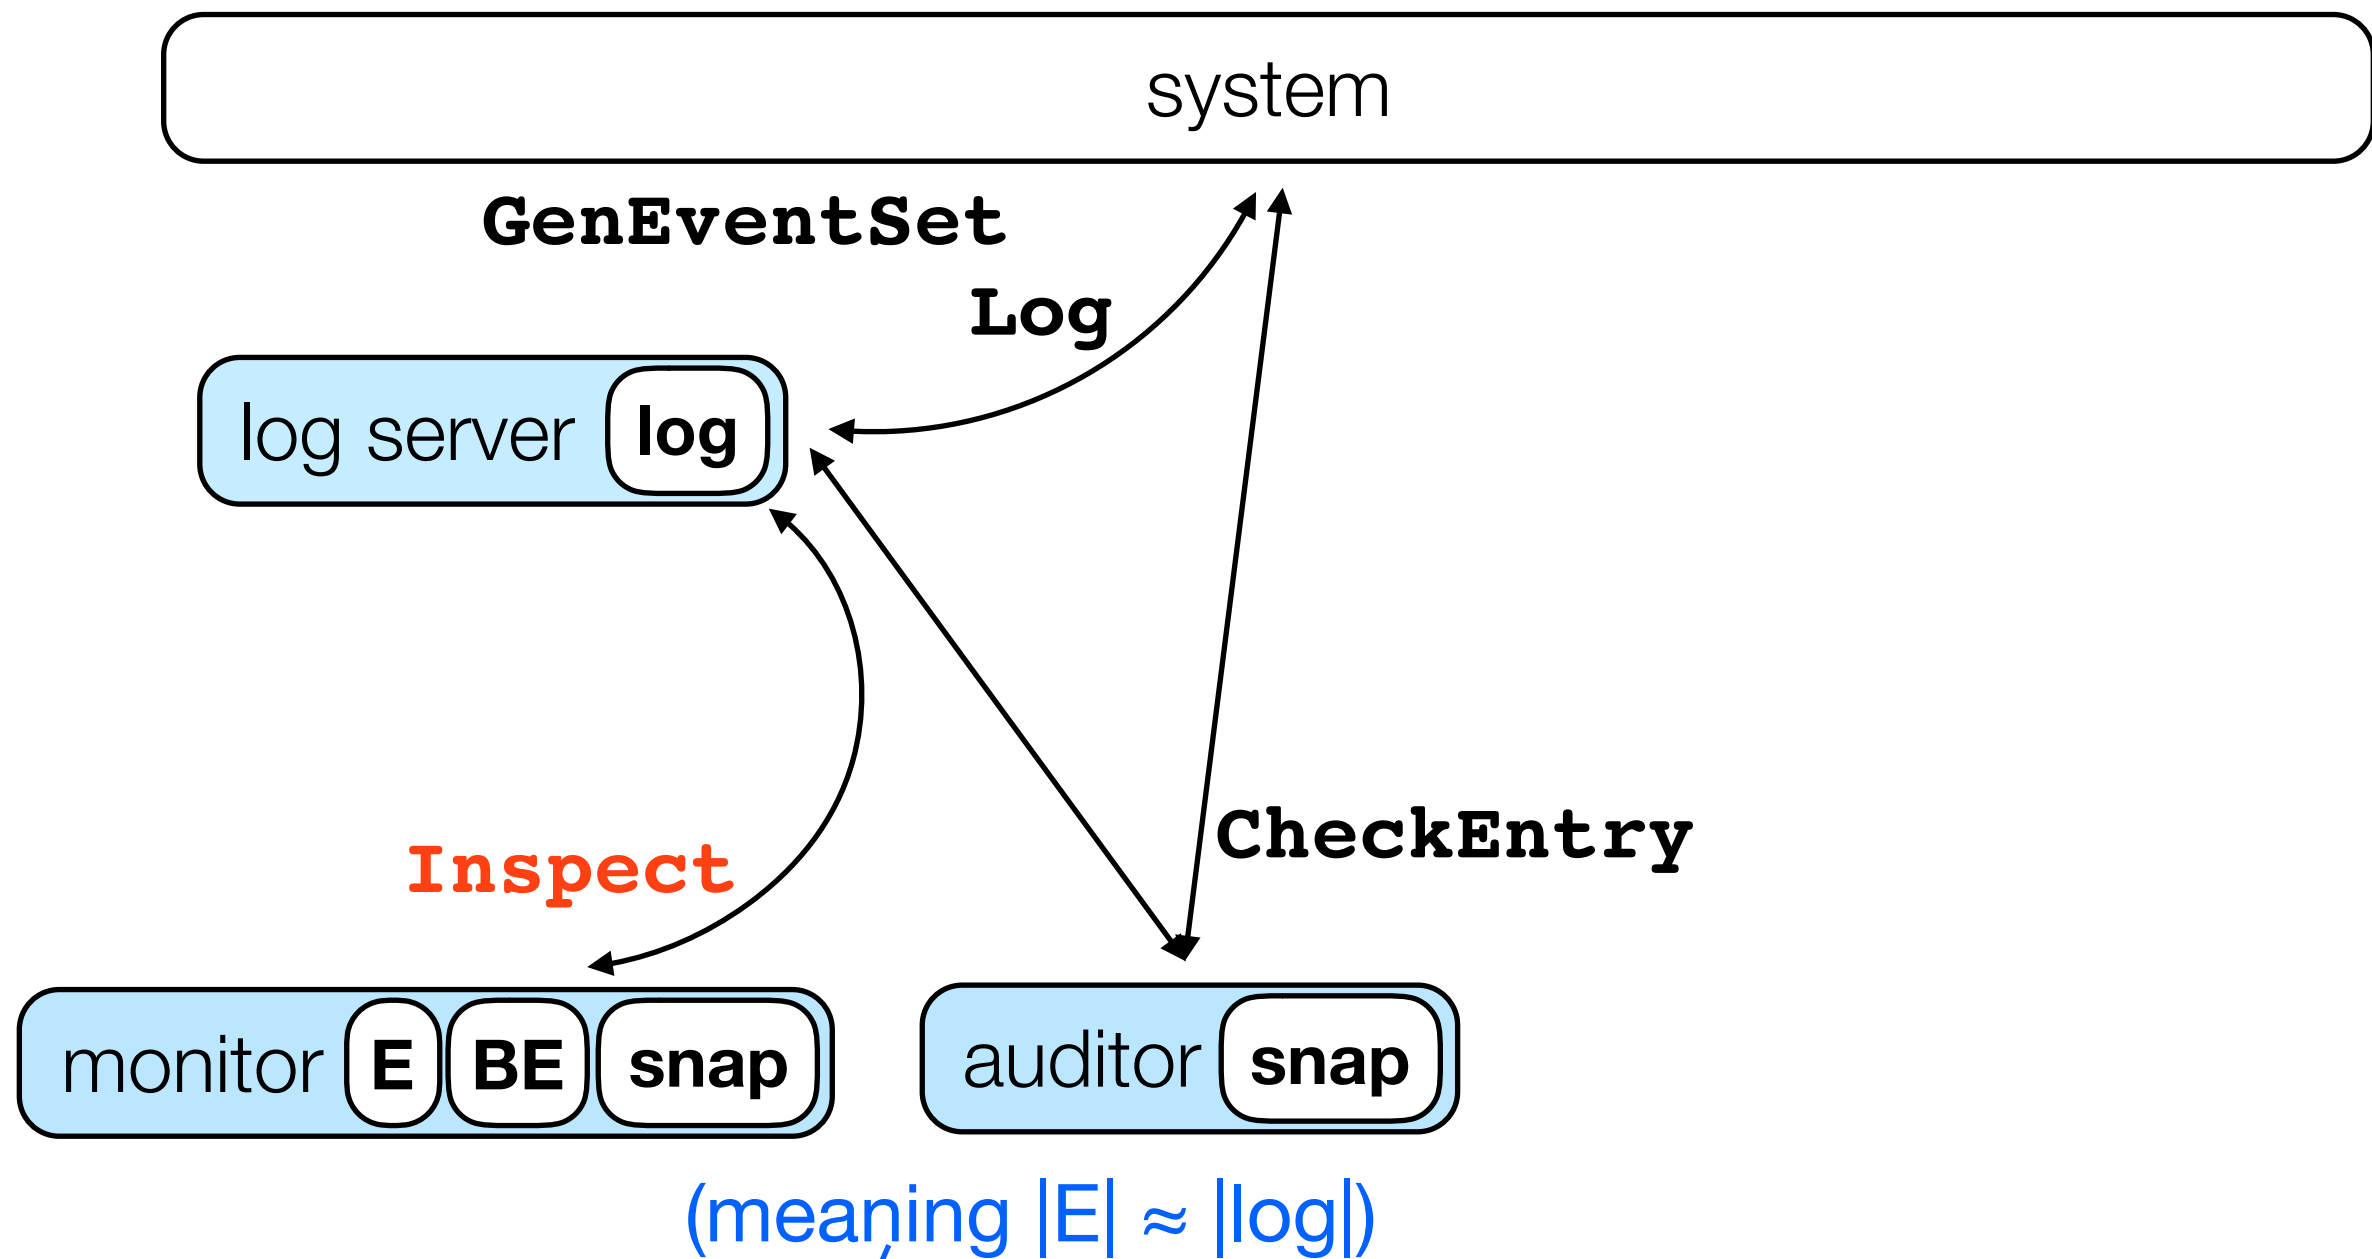 system
GenEventSet
Log
log server log
Inspect
CheckEntry
monitor E BE snap
auditor snap
(meaning |E| ≈ |log|)